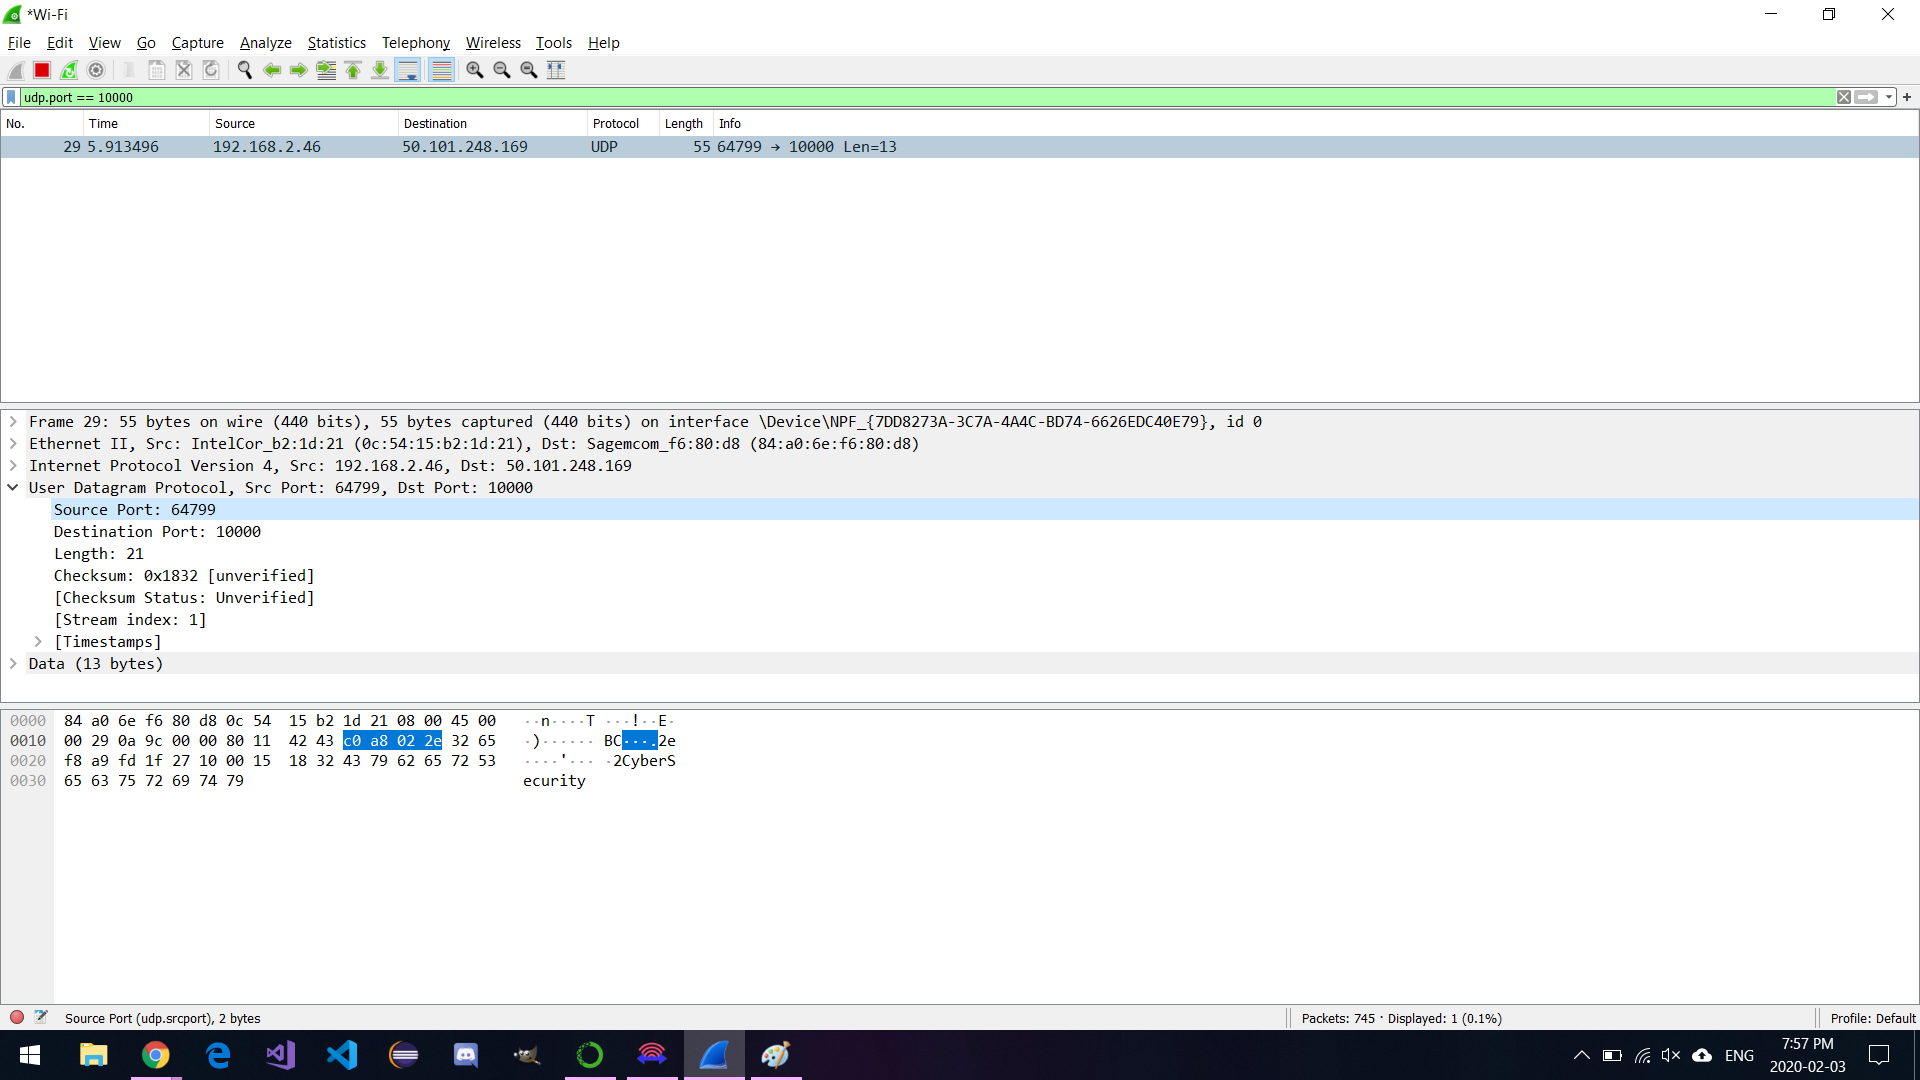 *Wi-Fi
File Edit View Go Capture Analyze Statistics Telephony Wireless Tools Help
udp.port == 10000
No. Time Source Destination Protocol Length Info
29 5.913496 192.168.2.46 50.101.248.169 UDP 55 64799 → 10000 Len=13
Frame 29: 55 bytes on wire (440 bits), 55 bytes captured (440 bits) on interface \Device\NPF_{7DD8273A-3C7A-4A4C-BD74-6626EDC40E79}, id 0
Ethernet II, Src: IntelCor_b2:1d:21 (0c:54:15:b2:1d:21), Dst: Sagemcom_f6:80:d8 (84:a0:6e:f6:80:d8)
Internet Protocol Version 4, Src: 192.168.2.46, Dst: 50.101.248.169
User Datagram Protocol, Src Port: 64799, Dst Port: 10000
Source Port: 64799
Destination Port: 10000
Length: 21
Checksum: 0x1832 [unverified]
[Checksum Status: Unverified]
[Stream index: 1]
[Timestamps]
Data (13 bytes)
0000 84 a0 6e f6 80 d8 0c 54 15 b2 1d 21 08 00 45 00 ··n····T ···!··E·
0010 00 29 0a 9c 00 00 80 11 42 43 c0 a8 02 2e 32 65 ·)······ BC···.2e
0020 f8 a9 fd 1f 27 10 00 15 18 32 43 79 62 65 72 53 ····'··· ·2CyberS
0030 65 63 75 72 69 74 79 ecurity
Source Port (udp.srcport), 2 bytes
Packets: 745 · Displayed: 1 (0.1%)
Profile: Default
ENG
7:57 PM
2020-02-03